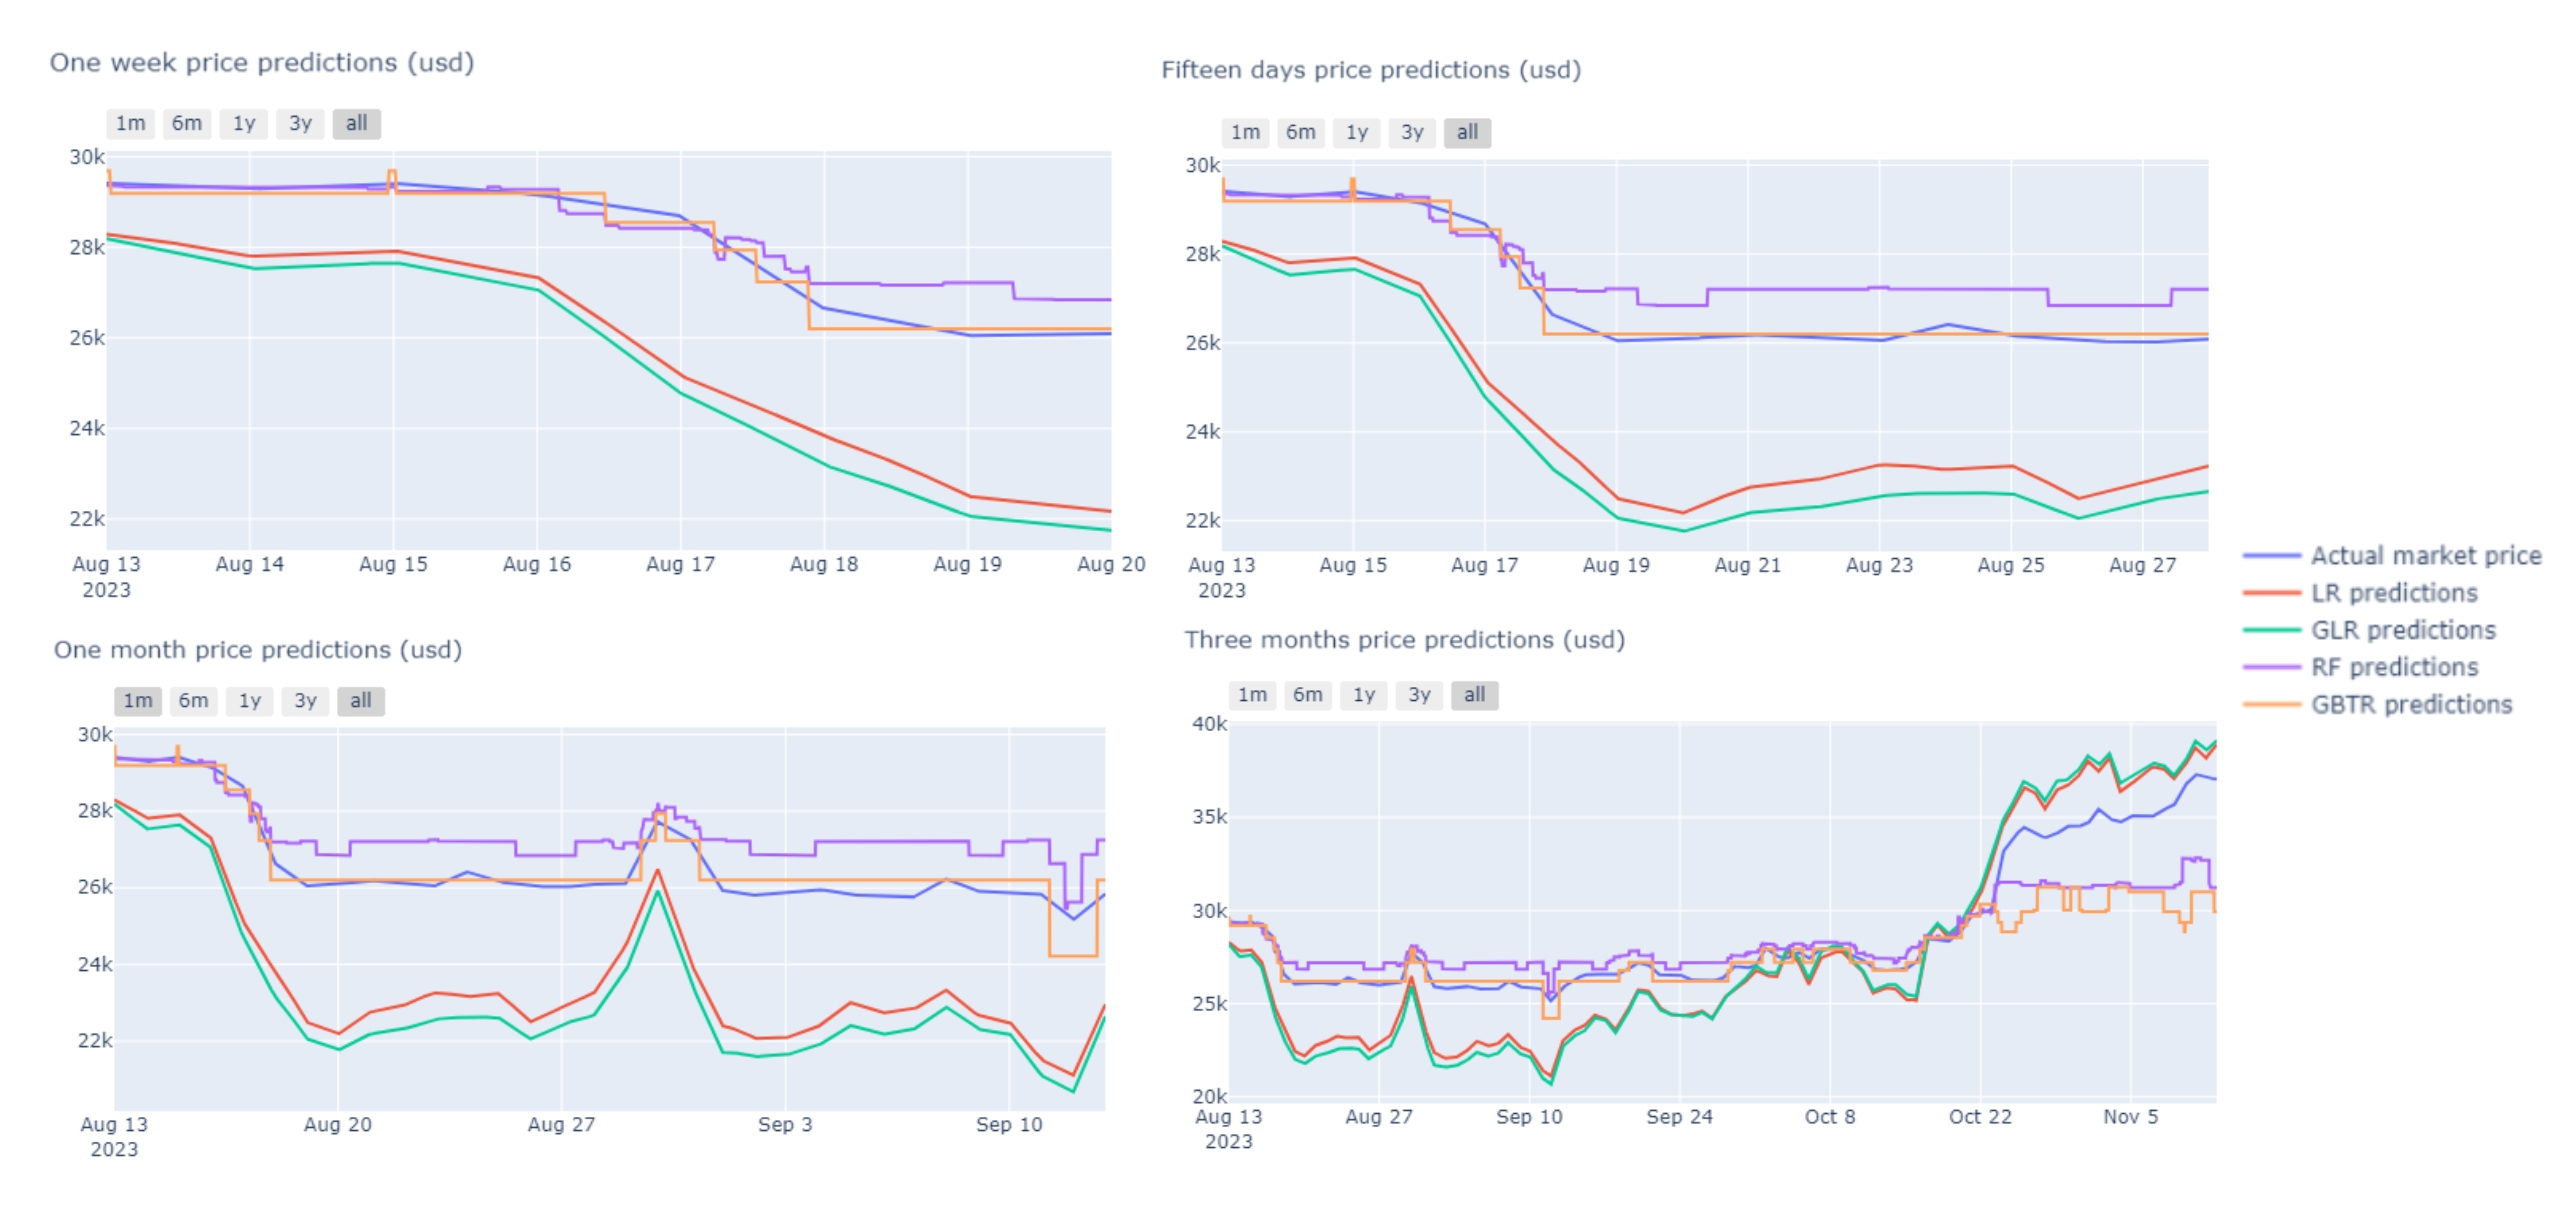 One week price predictions (usd)
1m 6m 1y 3y all
30k
28k
26k
24k
22k
Aug 13 Aug 14 Aug 15 Aug 16 Aug 17 Aug 18 Aug 19 Aug 20
2023
Fifteen days price predictions (usd)
1m 6m 1y 3y all
30k
28k
26k
24k
22k
Aug 13 Aug 15 Aug 17 Aug 19 Aug 21 Aug 23 Aug 25 Aug 27
2023
Actual market price
LR predictions
GLR predictions
RF predictions
GBTR predictions
One month price predictions (usd)
1m 6m 1y 3y all
30k
28k
26k
24k
22k
Aug 13 Aug 20 Aug 27 Sep 3 Sep 10
2023
Three months price predictions (usd)
1m 6m 1y 3y all
40k
35k
30k
25k
20k
Aug 13 Aug 27 Sep 10 Sep 24 Oct 8 Oct 22 Nov 5
2023